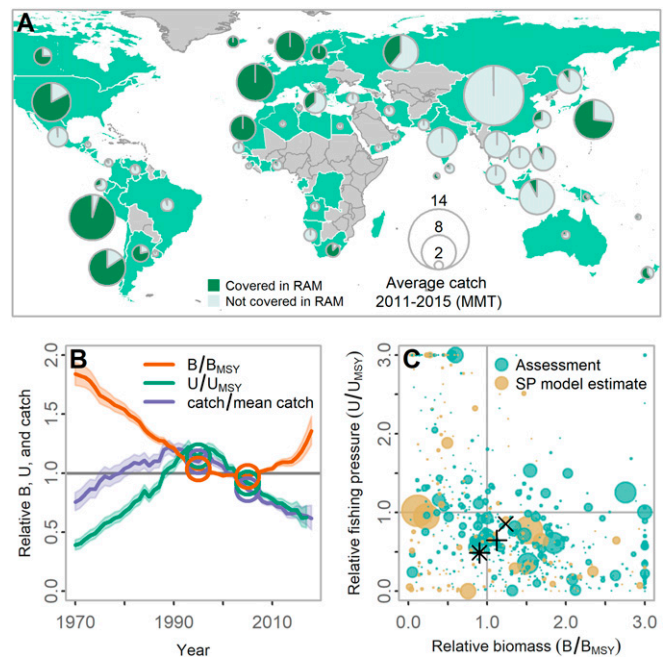 A
14
8
2
Covered in RAM
Not covered in RAM
Average catch
2011-2015 (MMT)
B
B/BMSY
U/UMSY
catch/mean catch
Relative B, U, and catch
2.0
1.5
1.0
0.5
0.0
1970
1990
2010
Year
C
Assessment
SP model estimate
Relative fishing pressure (U/UMSY)
3.0
2.0
1.0
0.0
0.0
1.0
2.0
3.0
Relative biomass (B/BMSY)